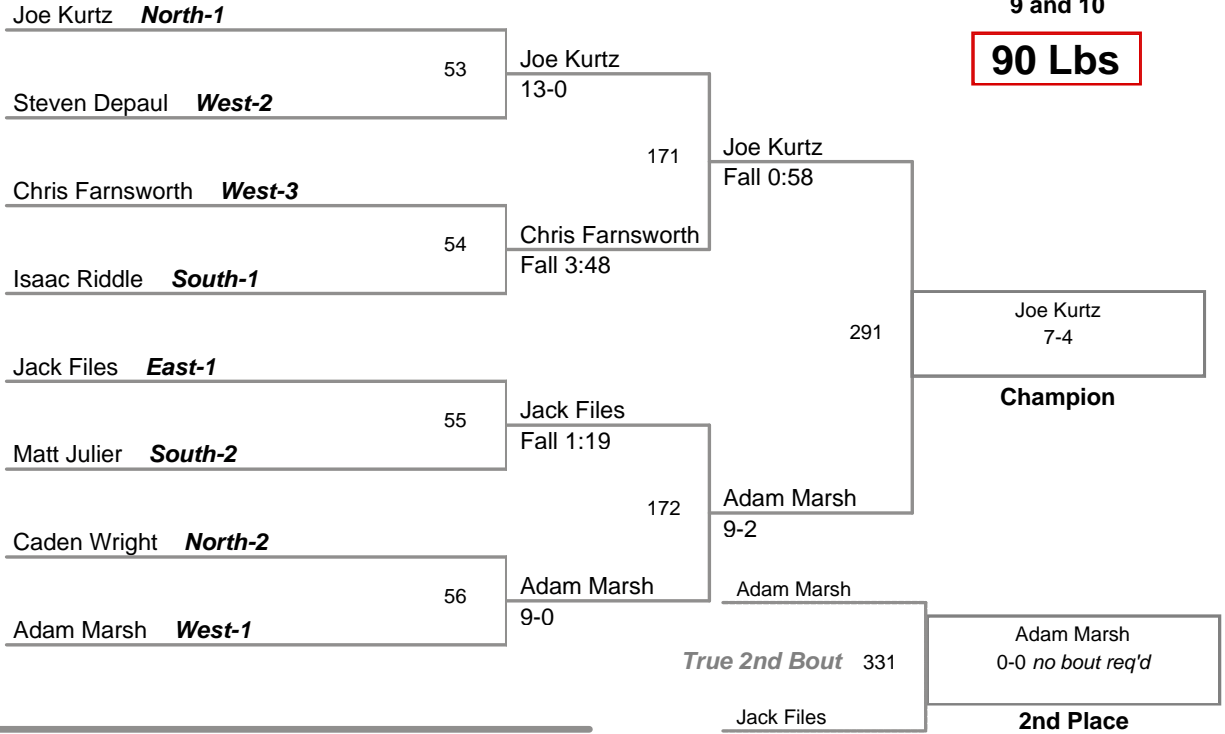 9 and 10
90 Lbs
Joe Kurtz North-1
53
Steven Depaul West-2
Joe Kurtz
13-0
171
Chris Farnsworth West-3
54
Isaac Riddle South-1
Chris Farnsworth
Fall 3:48
Joe Kurtz
Fall 0:58
291
Jack Files East-1
55
Matt Julier South-2
Jack Files
Fall 1:19
172
Caden Wright North-2
56
Adam Marsh West-1
Adam Marsh
9-0
Adam Marsh
9-2
Joe Kurtz
7-4
Champion
Adam Marsh
True 2nd Bout 331
Jack Files
Adam Marsh
0-0 no bout req'd
2nd Place